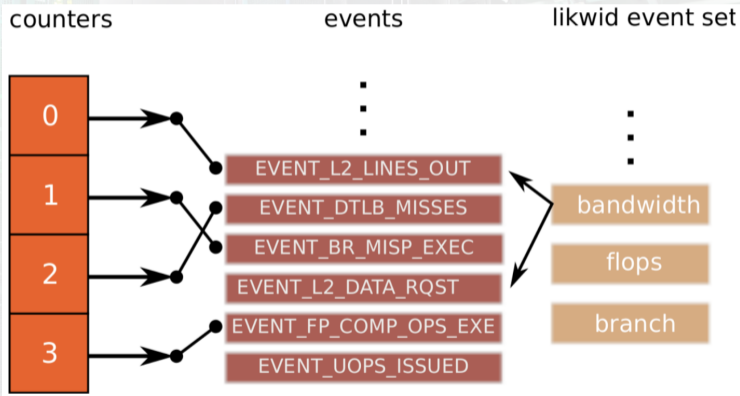 counters
events
likwid event set
0
1
2
3
EVENT_L2_LINES_OUT
EVENT_DTLB_MISSES
EVENT_BR_MISP_EXEC
EVENT_L2_DATA_RQST
EVENT_FP_COMP_OPS_EXE
EVENT_UOPS_ISSUED
bandwidth
flops
branch